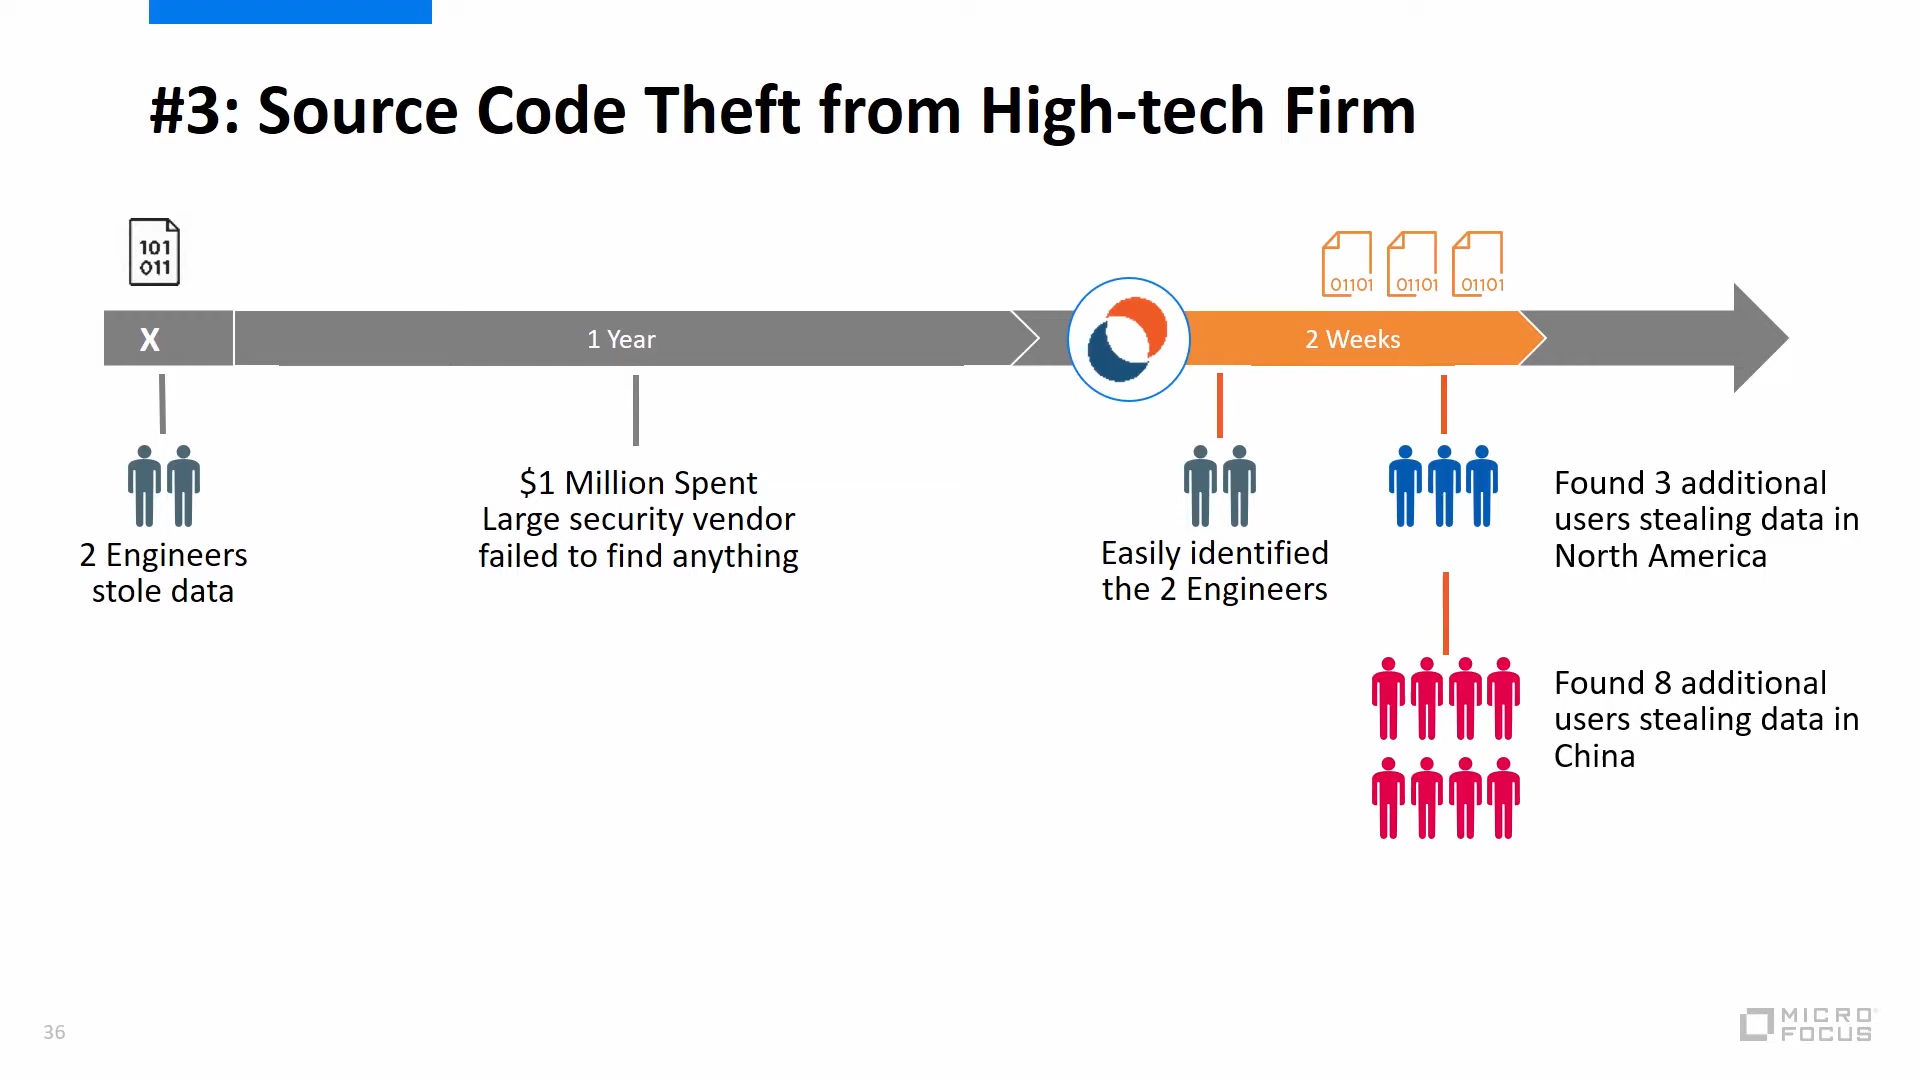 #3: Source Code Theft from High-tech Firm
101
011
01101
01101
01101
X
1 Year
2 Weeks
2 Engineers
stole data
$1 Million Spent
Large security vendor
failed to find anything
Easily identified
the 2 Engineers
Found 3 additional
users stealing data in
North America
Found 8 additional
users stealing data in
China
36
MICRO
FOCUS